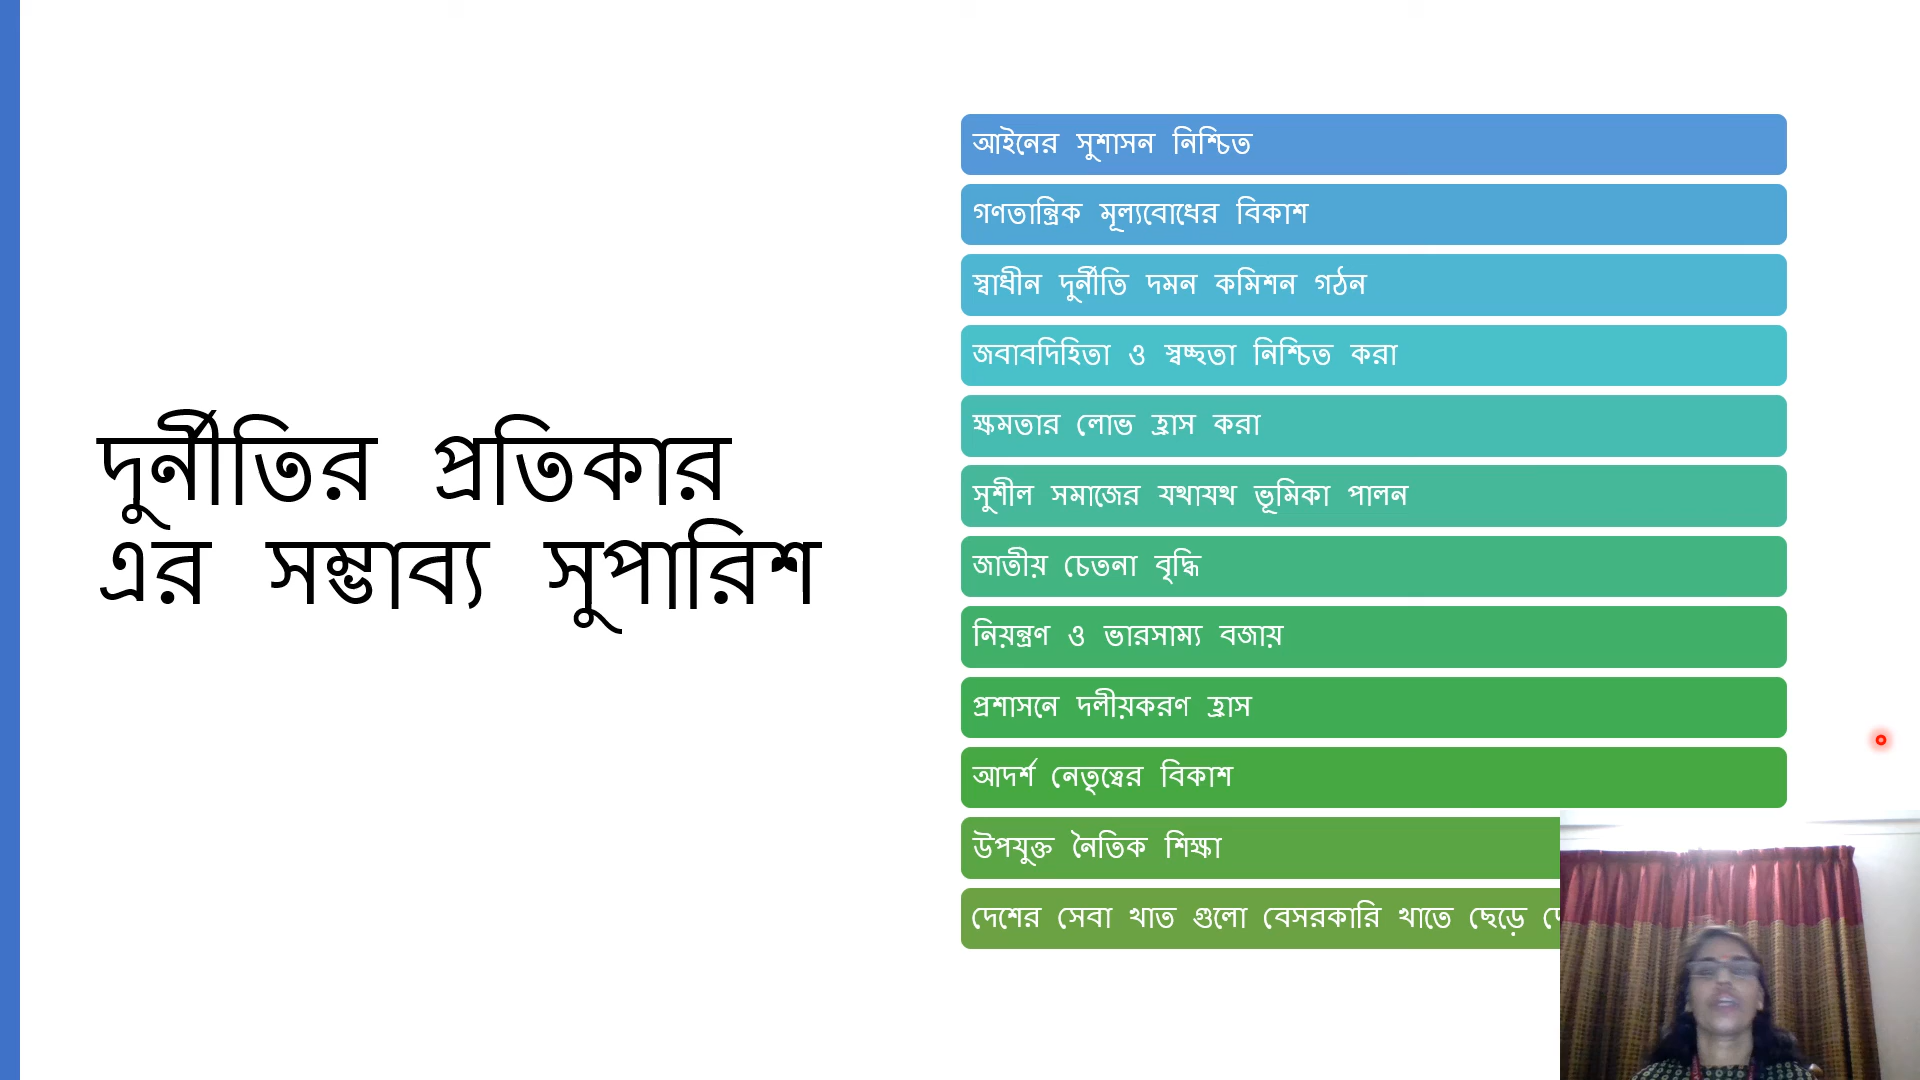 দুর্নীতির প্রতিকার
এর সম্ভাব্য সুপারিশ
আইনের সুশাসন নিশ্চিত
গণতান্ত্রিক মূল্যবোধের বিকাশ
স্বাধীন দুর্নীতি দমন কমিশন গঠন
জবাবদিহিতা ও স্বচ্ছতা নিশ্চিত করা
ক্ষমতার লোভ হ্রাস করা
সুশীল সমাজের যথাযথ ভূমিকা পালন
জাতীয় চেতনা বৃদ্ধি
নিয়ন্ত্রণ ও ভারসাম্য বজায়
প্রশাসনে দলীয়করণ হ্রাস
আদর্শ নেতৃত্বের বিকাশ
উপযুক্ত নৈতিক শিক্ষা
দেশের সেবা খাত গুলো বেসরকারি খাতে ছেড়ে